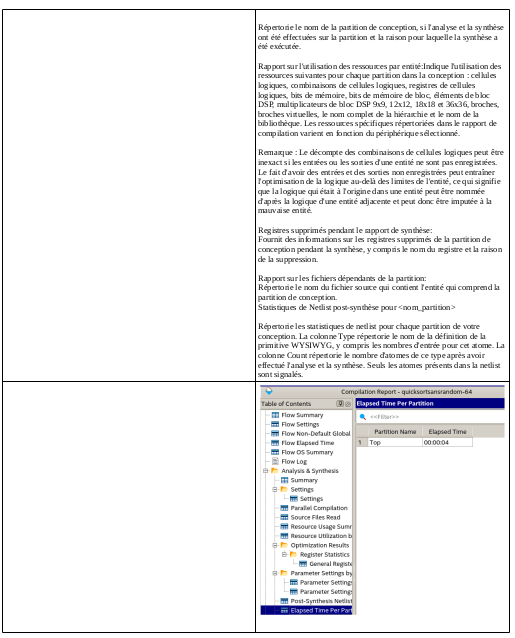 Répertorie le nom de la partition de conception, si l'analyse et la synthèse
ont été effectuées sur la partition et la raison pour laquelle la synthèse a
été exécutée.
Rapport sur l'utilisation des ressources par entité:Indique l'utilisation des
ressources suivantes pour chaque partition dans la conception : cellules
logiques, combinaisons de cellules logiques, registres de cellules
logiques, bits de mémoire, bits de mémoire de bloc, éléments de bloc
DSP, multiplicateurs de bloc DSP 9x9, 12x12, 18x18 et 36x36, broches,
broches virtuelles, le nom complet de la hiérarchie et le nom de la
bibliothèque. Les ressources spécifiques répertoriées dans le rapport de
compilation varient en fonction du périphérique sélectionné.
Remarque : Le décompte des combinaisons de cellules logiques peut être
inexact si les entrées ou les sorties d'une entité ne sont pas enregistrées.
Le fait d'avoir des entrées et des sorties non enregistrées peut entraîner
l'optimisation de la logique au-delà des limites de l'entité, ce qui signifie
que la logique qui était à l'origine dans une entité peut être nommée
d'après la logique d'une entité adjacente et peut donc être imputée à la
mauvaise entité.
Registres supprimés pendant le rapport de synthèse:
Fournit des informations sur les registres supprimés de la partition de
conception pendant la synthèse, y compris le nom du registre et la raison
de la suppression.
Rapport sur les fichiers dépendants de la partition:
Répertorie le nom du fichier source qui contient l'entité qui comprend la
partition de conception.
Statistiques de Netlist post-synthèse pour <nom_partition>
Répertorie les statistiques de netlist pour chaque partition de votre
conception. La colonne Type répertorie le nom de la définition de la
primitive WYSIWYG, y compris les nombres d'entrée pour cet atome. La
colonne Count répertorie le nombre d'atomes de ce type après avoir
effectué l'analyse et la synthèse. Seuls les atomes présents dans la netlist
sont signalés.
Compilation Report - quicksortsansrandom-64
Table of Contents
Flow Summary
Flow Settings
Flow Non-Default Global
Flow Elapsed Time
Flow OS Summary
Flow Log
Analysis & Synthesis
Summary
Settings
Settings
Parallel Compilation
Source Files Read
Resource Usage Sumr
Resource Utilization b
Optimization Results
Register Statistics
General Registe
Parameter Settings by
Parameter Settings
Parameter Settings
Post-Synthesis Netlist
Elapsed Time Per Part
Elapsed Time Per Partition
<<Filter>>
Partition Name Elapsed Time
1 Top 00:00:04